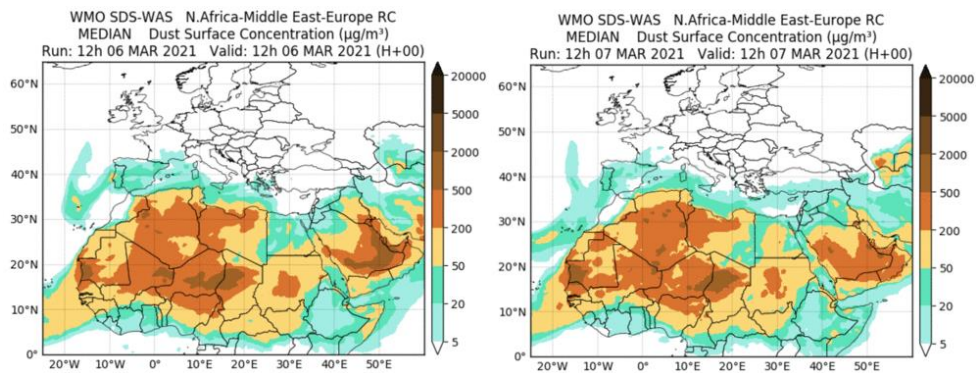 WMO SDS-WAS   N.Africa-Middle East-Europe RC
MEDIAN   Dust Surface Concentration (µg/m³)
Run: 12h 06 MAR 2021   Valid: 12h 06 MAR 2021 (H+00)
60°N
50°N
40°N
30°N
20°N
10°N
0°
20°W 10°W 0° 10°E 20°E 30°E 40°E 50°E
20000
5000
2000
500
200
50
20
5
WMO SDS-WAS   N.Africa-Middle East-Europe RC
MEDIAN   Dust Surface Concentration (µg/m³)
Run: 12h 07 MAR 2021   Valid: 12h 07 MAR 2021 (H+00)
60°N
50°N
40°N
30°N
20°N
10°N
0°
20°W 10°W 0° 10°E 20°E 30°E 40°E 50°E
20000
5000
2000
500
200
50
20
5